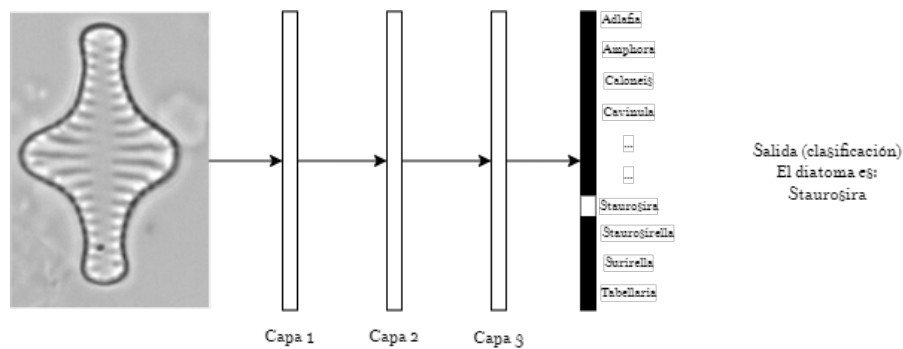 Adlafia
Amphora
Caloneis
Cavinula
...
...
Staurosira
Staurosirella
Surirella
Tabellaria
Salida (clasificación)
El diatoma es:
Staurosira
Capa 1
Capa 2
Capa 3